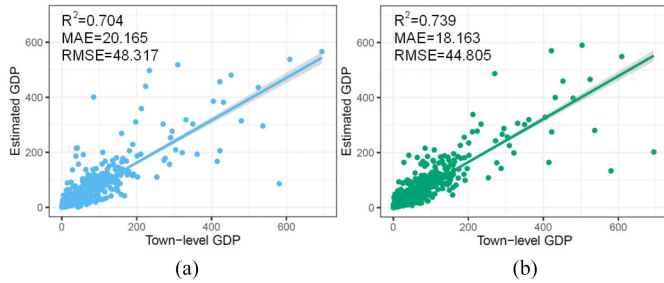 R²=0.704
MAE=20.165
RMSE=48.317
Estimated GDP
600
400
200
0
0 200 400 600
Town-level GDP
(a)
R²=0.739
MAE=18.163
RMSE=44.805
Estimated GDP
600
400
200
0
0 200 400 600
Town-level GDP
(b)